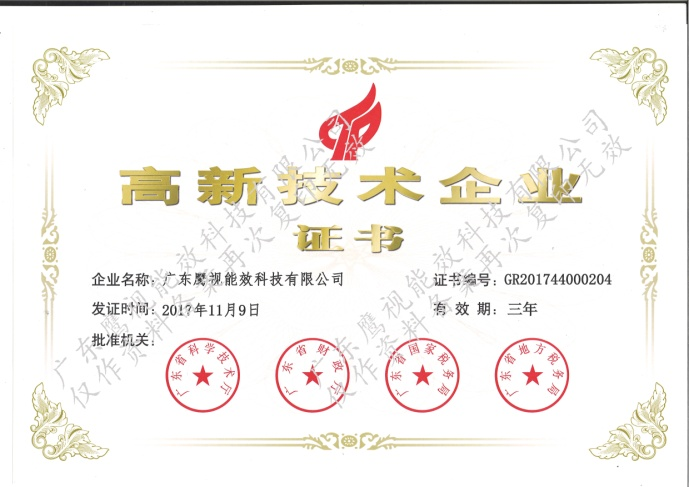 高新技术企业
证书
企业名称：广东鹰视能效科技有限公司
证书编号：GR201744000204
发证时间：2017年11月9日
有效期：三年
批准机关：
广东省科学技术厅
广东省财政厅
广东省国家税务局
广东省地方税务局
广东鹰视能效科技有限公司
仅作资料备案再次复印无效